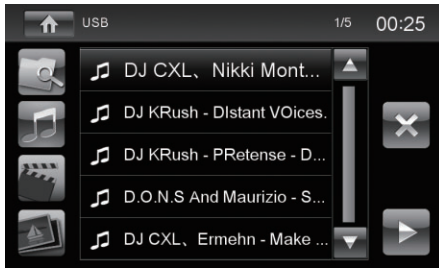 USB 1/5 00:25
DJ CXL、Nikki Mont...
DJ KRush - DIstant VOices.
DJ KRush - PRetense - D...
D.O.N.S And Maurizio - S...
DJ CXL、Ermehn - Make ...